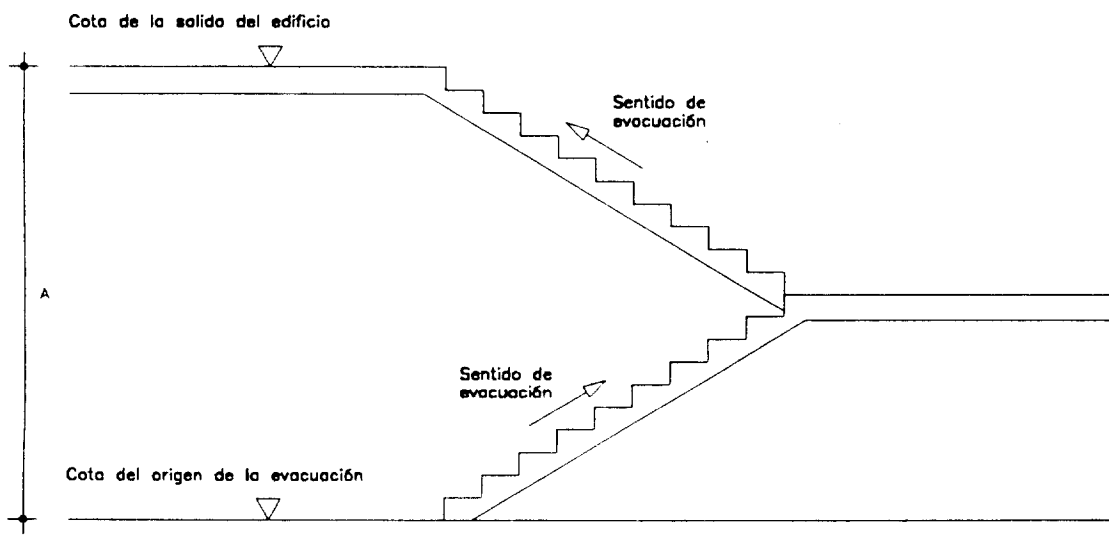 Cota de la salida del edificio
Sentido de
evacuación
A
Sentido de
evacuación
Cota del origen de la evacuación